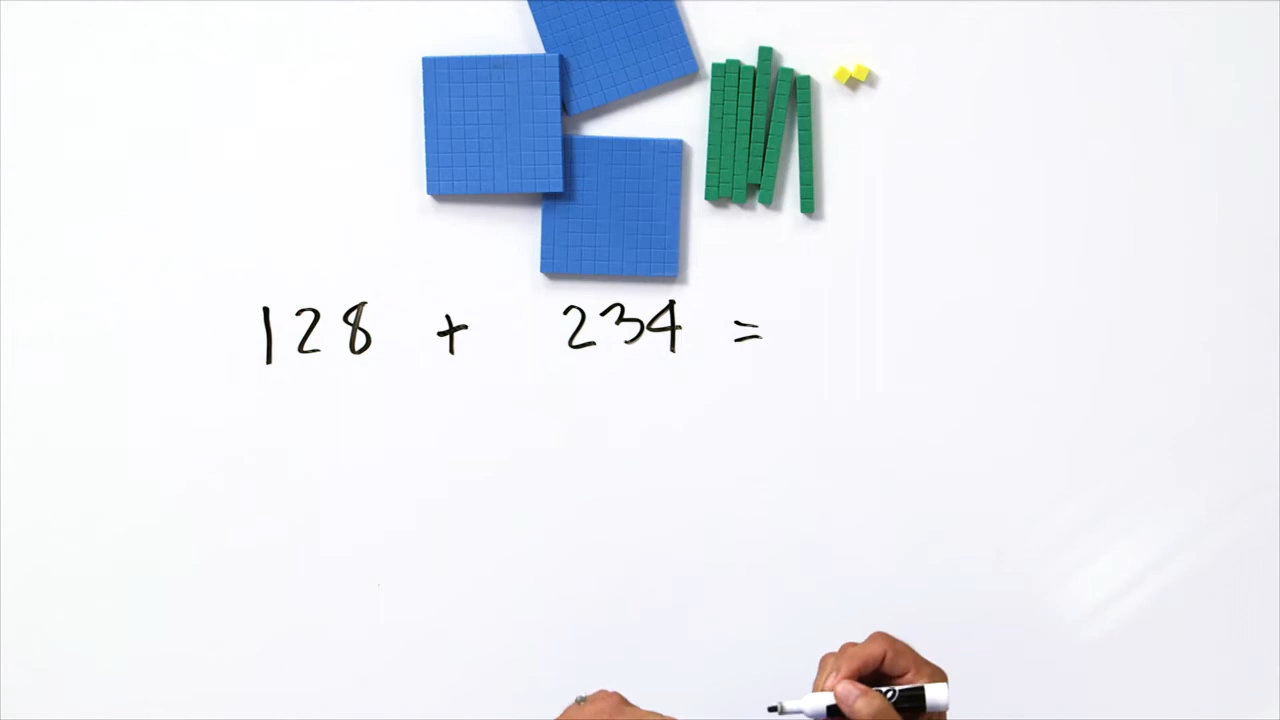 128 + 234 =